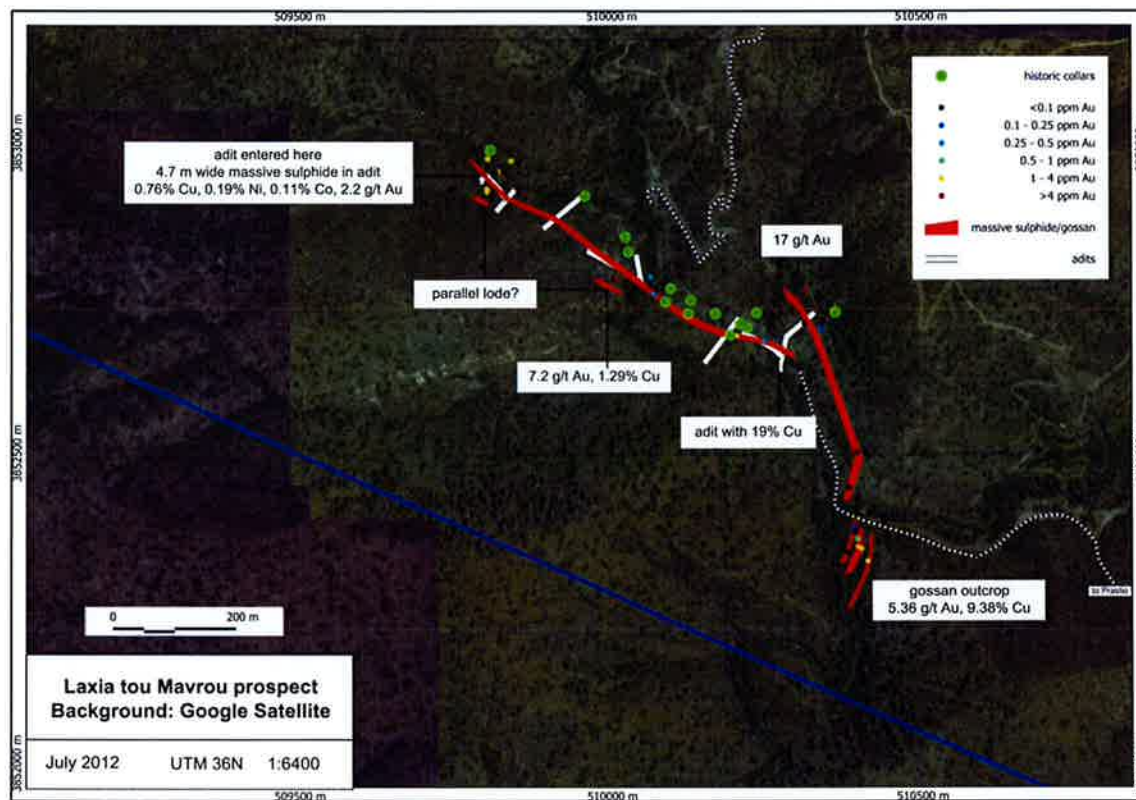 509500 m
510000 m
510500 m
3853000 m
3852500 m
3852000 m
historic collars
<0.1 ppm Au
0.1 - 0.25 ppm Au
0.25 - 0.5 ppm Au
0.5 - 1 ppm Au
1 - 4 ppm Au
>4 ppm Au
massive sulphide/gossan
adits
adit entered here
4.7 m wide massive sulphide in adit
0.76% Cu, 0.19% Ni, 0.11% Co, 2.2 g/t Au
17 g/t Au
parallel lode?
7.2 g/t Au, 1.29% Cu
adit with 19% Cu
gossan outcrop
5.36 g/t Au, 9.38% Cu
0 200 m
Laxia tou Mavrou prospect
Background: Google Satellite
July 2012 UTM 36N 1:6400
509500 m
510000 m
510500 m